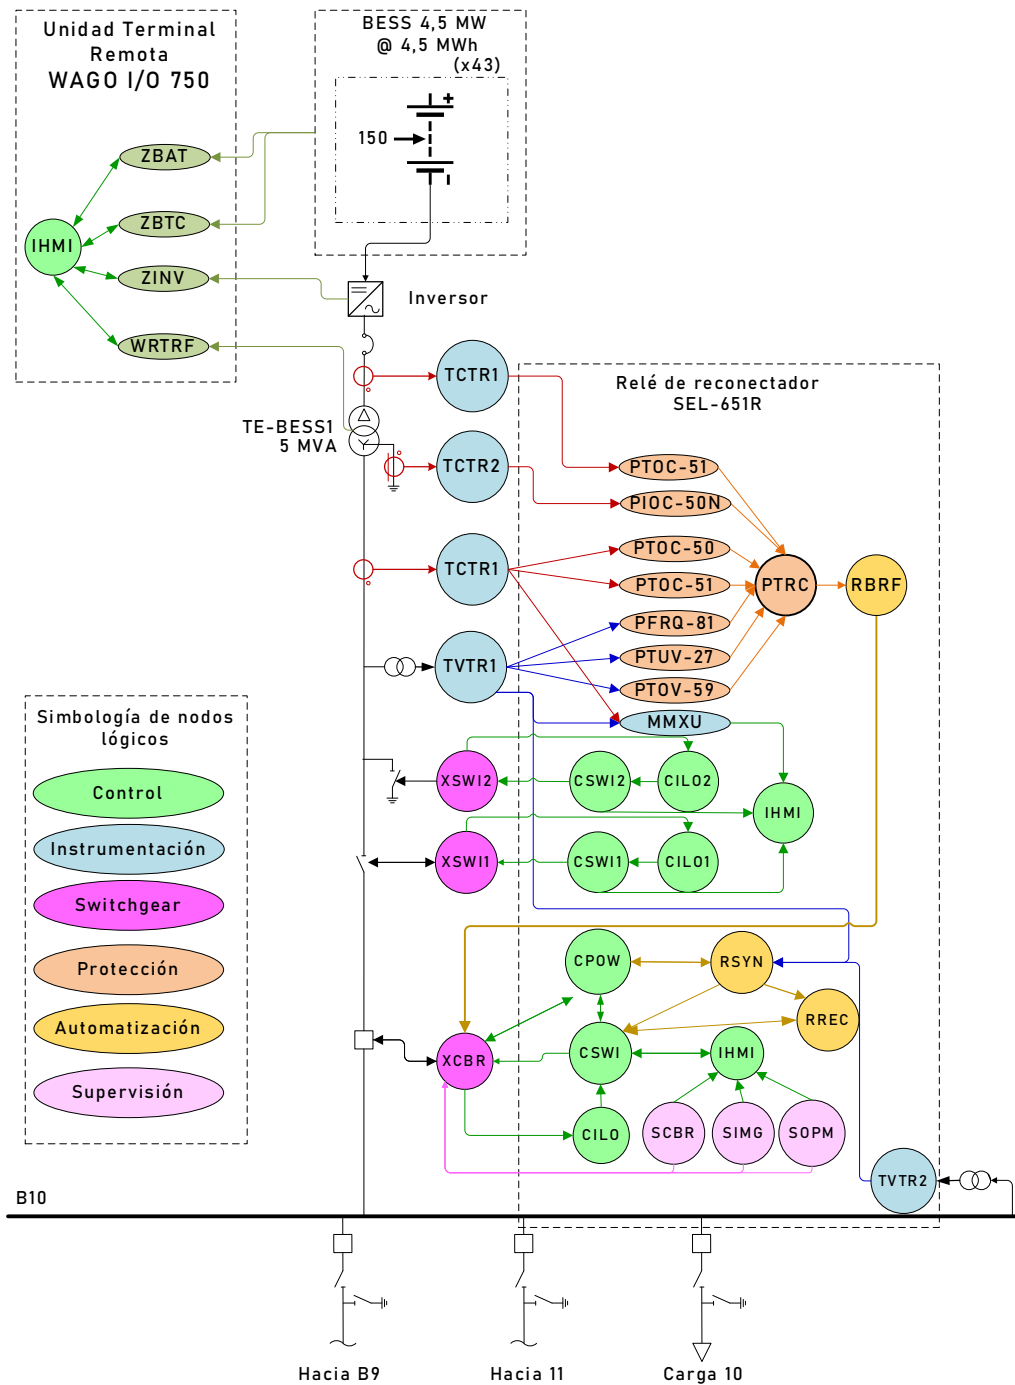 Unidad Terminal
Remota
WAGO I/O 750
ZBAT
ZBTC
IHMI
ZINV
WRTRF
BESS 4,5 MW
@ 4,5 MWh
(x43)
+
150
Inversor
TE-BESS1
5 MVA
TCTR1
TCTR2
TCTR1
TVTR1
Relé de reconectador
SEL-651R
PTOC-51
PIOC-50N
PTOC-50
PTOC-51
PFRQ-81
PTUV-27
PTOV-59
MMXU
PTRC
RBRF
XSWI2
CSWI2
CILO2
IHMI
XSWI1
CSWI1
CILO1
CPOW
RSYN
RREC
XCBR
CSWI
IHMI
CILO
SCBR
SIMG
SOPM
TVTR2
Simbología de nodos
lógicos
Control
Instrumentación
Switchgear
Protección
Automatización
Supervisión
B10
Hacia B9
Hacia 11
Carga 10